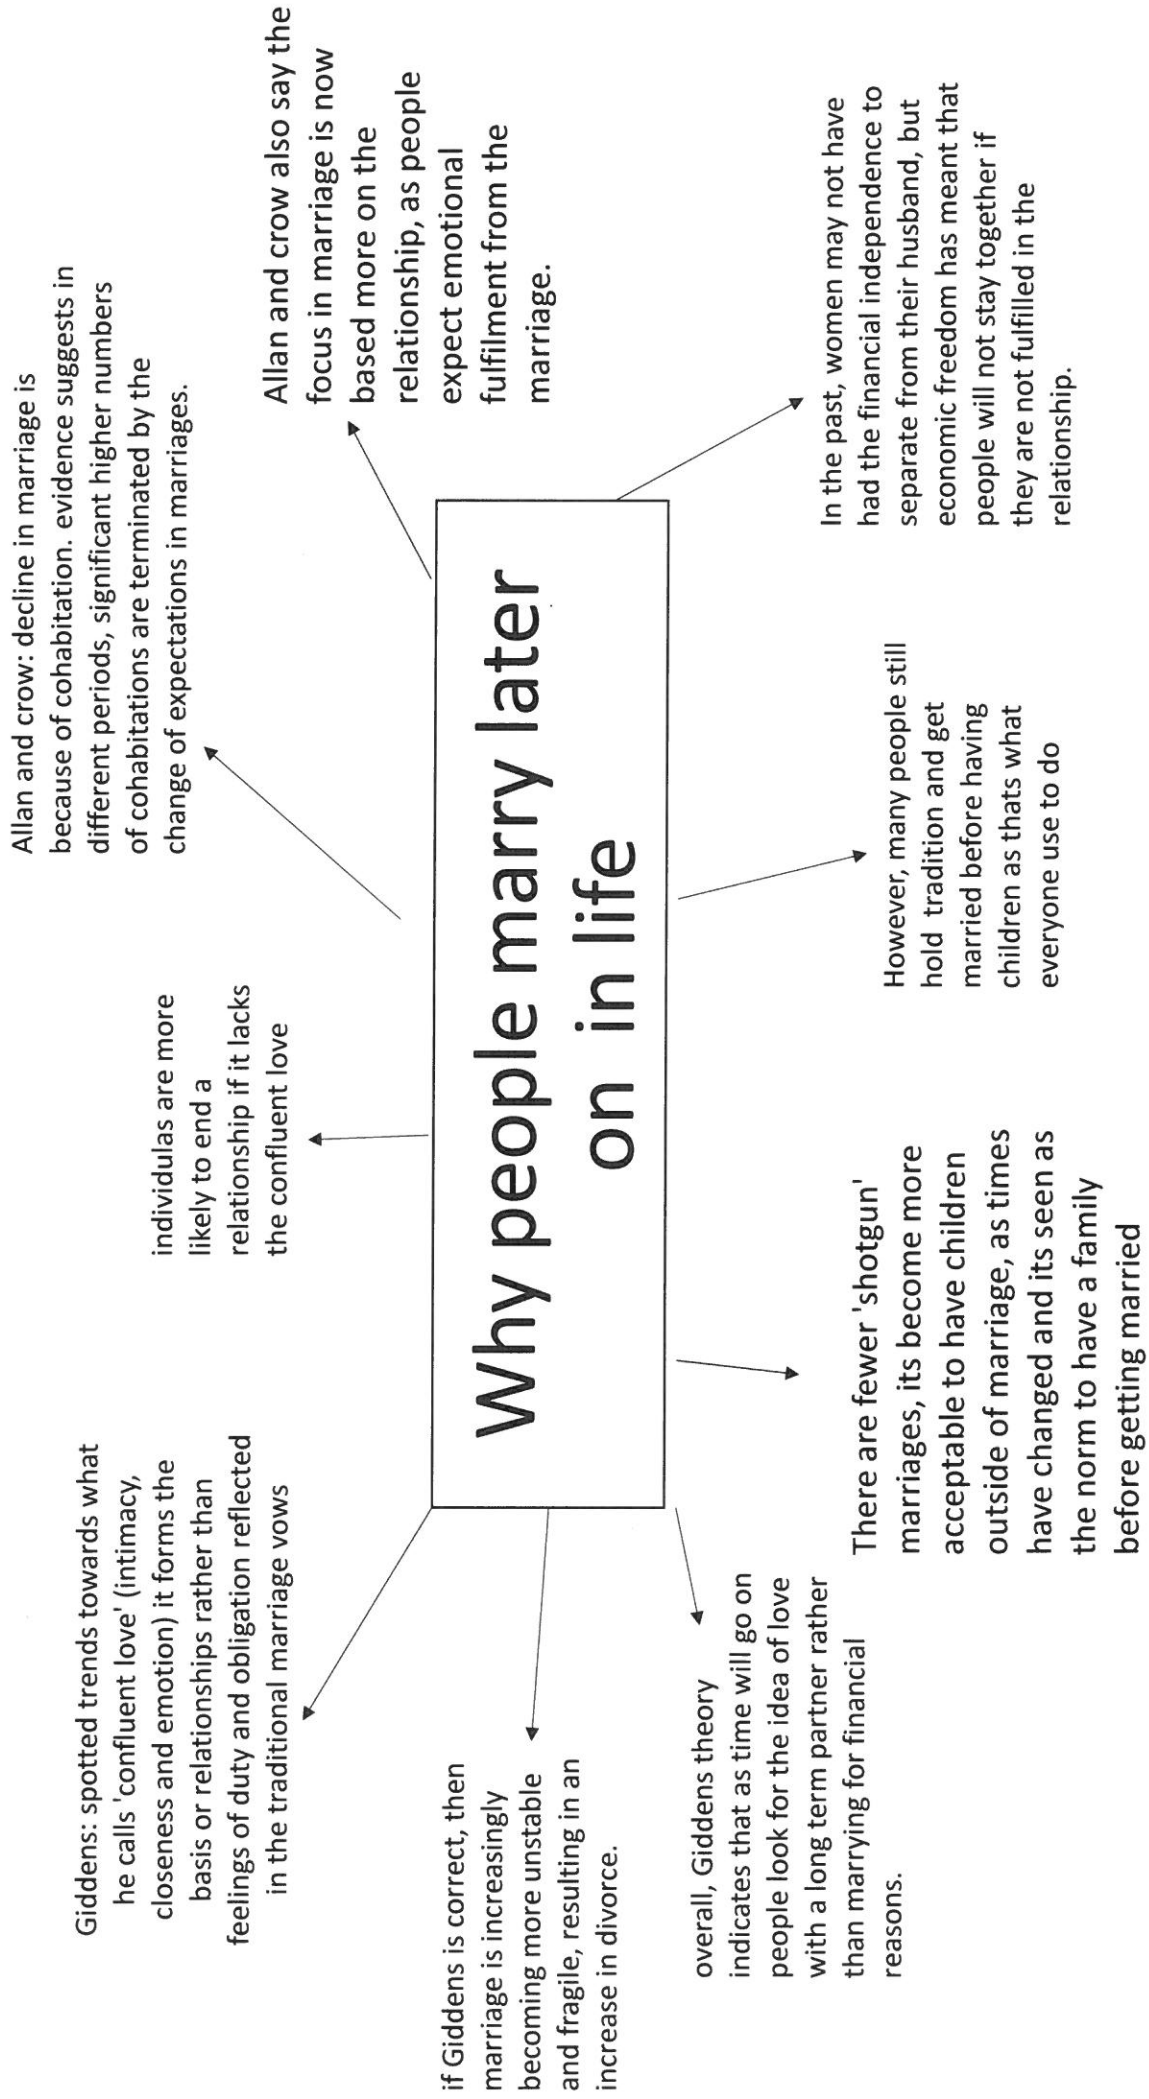 Giddens: spotted trends towards what
he calls 'confluent love' (intimacy,
closeness and emotion) it forms the
basis or relationships rather than
feelings of duty and obligation reflected
in the traditional marriage vows
individulas are more
likely to end a
relationship if it lacks
the confluent love
Allan and crow: decline in marriage is
because of cohabitation. evidence suggests in
different periods, significant higher numbers
of cohabitations are terminated by the
change of expectations in marriages.
Allan and crow also say the
focus in marriage is now
based more on the
relationship, as people
expect emotional
fulfilment from the
marriage.
Why people marry later
on in life
if Giddens is correct, then
marriage is increasingly
becoming more unstable
and fragile, resulting in an
increase in divorce.
overall, Giddens theory
indicates that as time will go on
people look for the idea of love
with a long term partner rather
than marrying for financial
reasons.
There are fewer 'shotgun'
marriages, its become more
acceptable to have children
outside of marriage, as times
have changed and its seen as
the norm to have a family
before getting married
However, many people still
hold tradition and get
married before having
children as thats what
everyone use to do
In the past, women may not have
had the financial independence to
separate from their husband, but
economic freedom has meant that
people will not stay together if
they are not fulfilled in the
relationship.